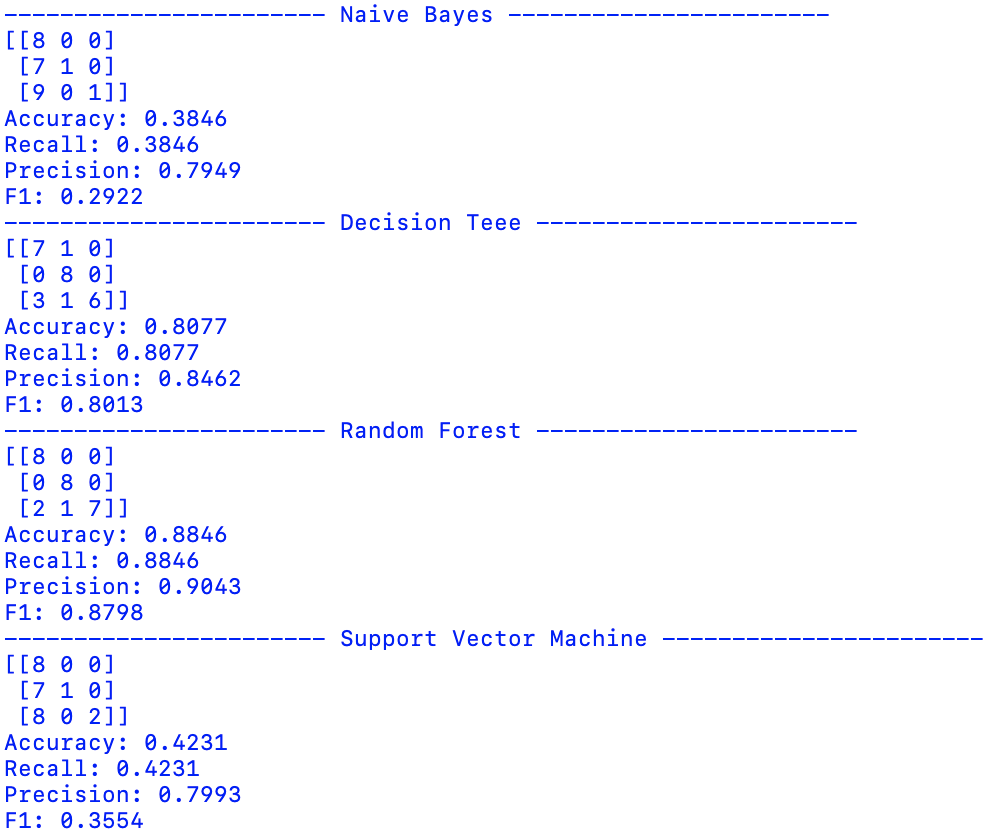 ----------------------- Naive Bayes -----------------------
[[8 0 0]
 [7 1 0]
 [9 0 1]]
Accuracy: 0.3846
Recall: 0.3846
Precision: 0.7949
F1: 0.2922
----------------------- Decision Teee -----------------------
[[7 1 0]
 [0 8 0]
 [3 1 6]]
Accuracy: 0.8077
Recall: 0.8077
Precision: 0.8462
F1: 0.8013
----------------------- Random Forest -----------------------
[[8 0 0]
 [0 8 0]
 [2 1 7]]
Accuracy: 0.8846
Recall: 0.8846
Precision: 0.9043
F1: 0.8798
----------------------- Support Vector Machine -----------------------
[[8 0 0]
 [7 1 0]
 [8 0 2]]
Accuracy: 0.4231
Recall: 0.4231
Precision: 0.7993
F1: 0.3554